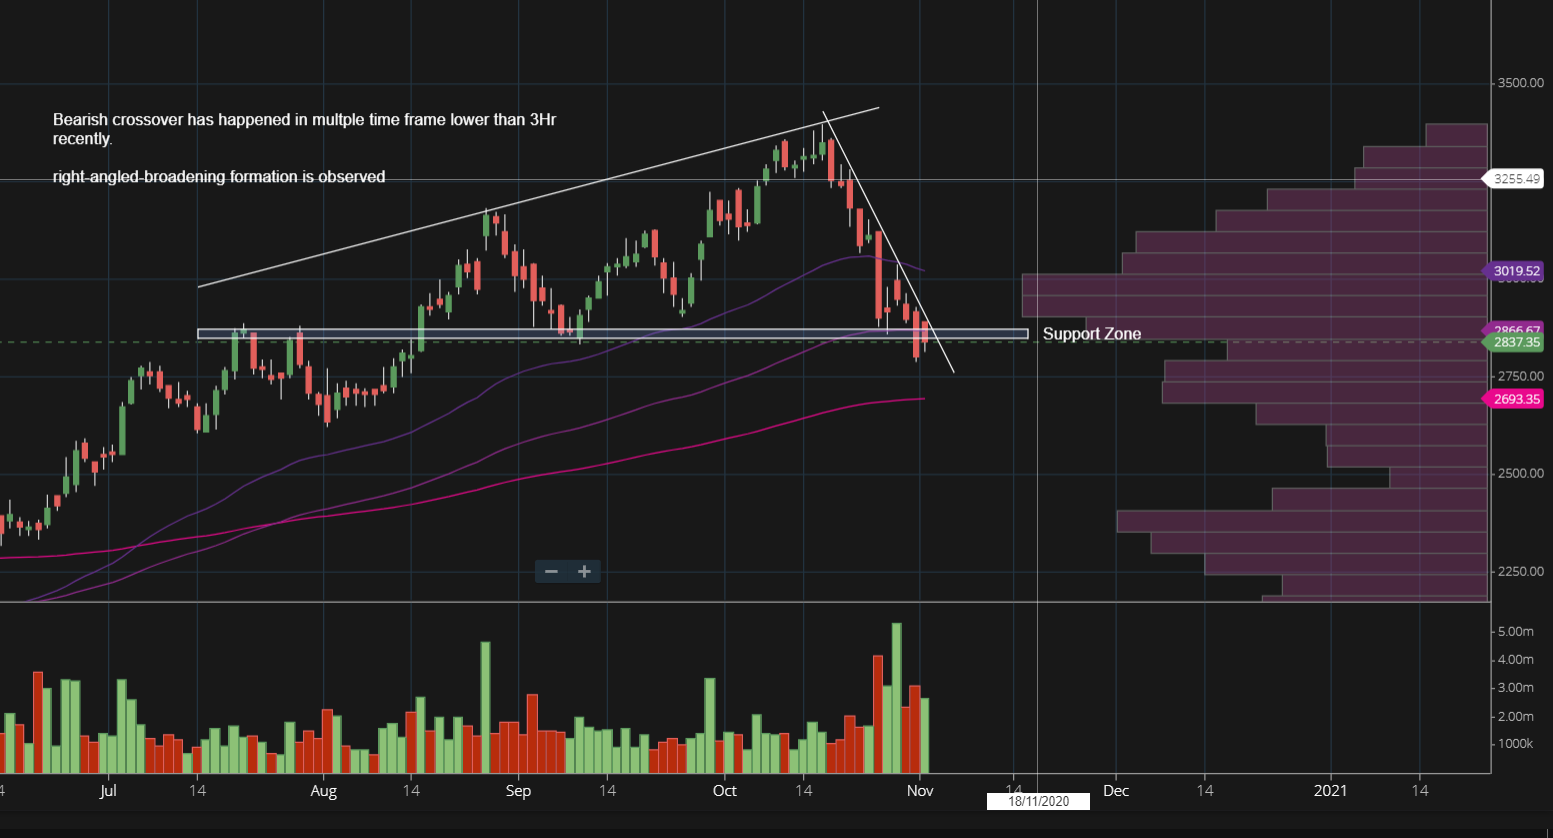 Bearish crossover has happened in multple time frame lower than 3Hr
recently.
right-angled-broadening formation is observed
3500.00
3255.49
3019.52
2866.67
Support Zone
2837.35
2750.00
2693.35
2500.00
2250.00
5.00m
4.00m
3.00m
2.00m
1000k
4 Jul 14 Aug 14 Sep 14 Oct 14 Nov 14 Dec 14 2021 14
18/11/2020